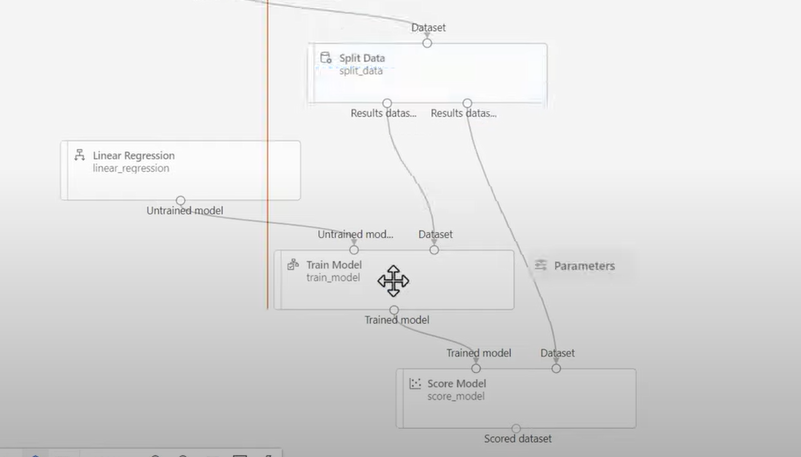 Dataset
Split Data
split_data
Results datas...
Results datas...
Linear Regression
linear_regression
Untrained model
Untrained mod...
Dataset
Train Model
train_model
Parameters
Trained model
Trained model
Dataset
Score Model
score_model
Scored dataset